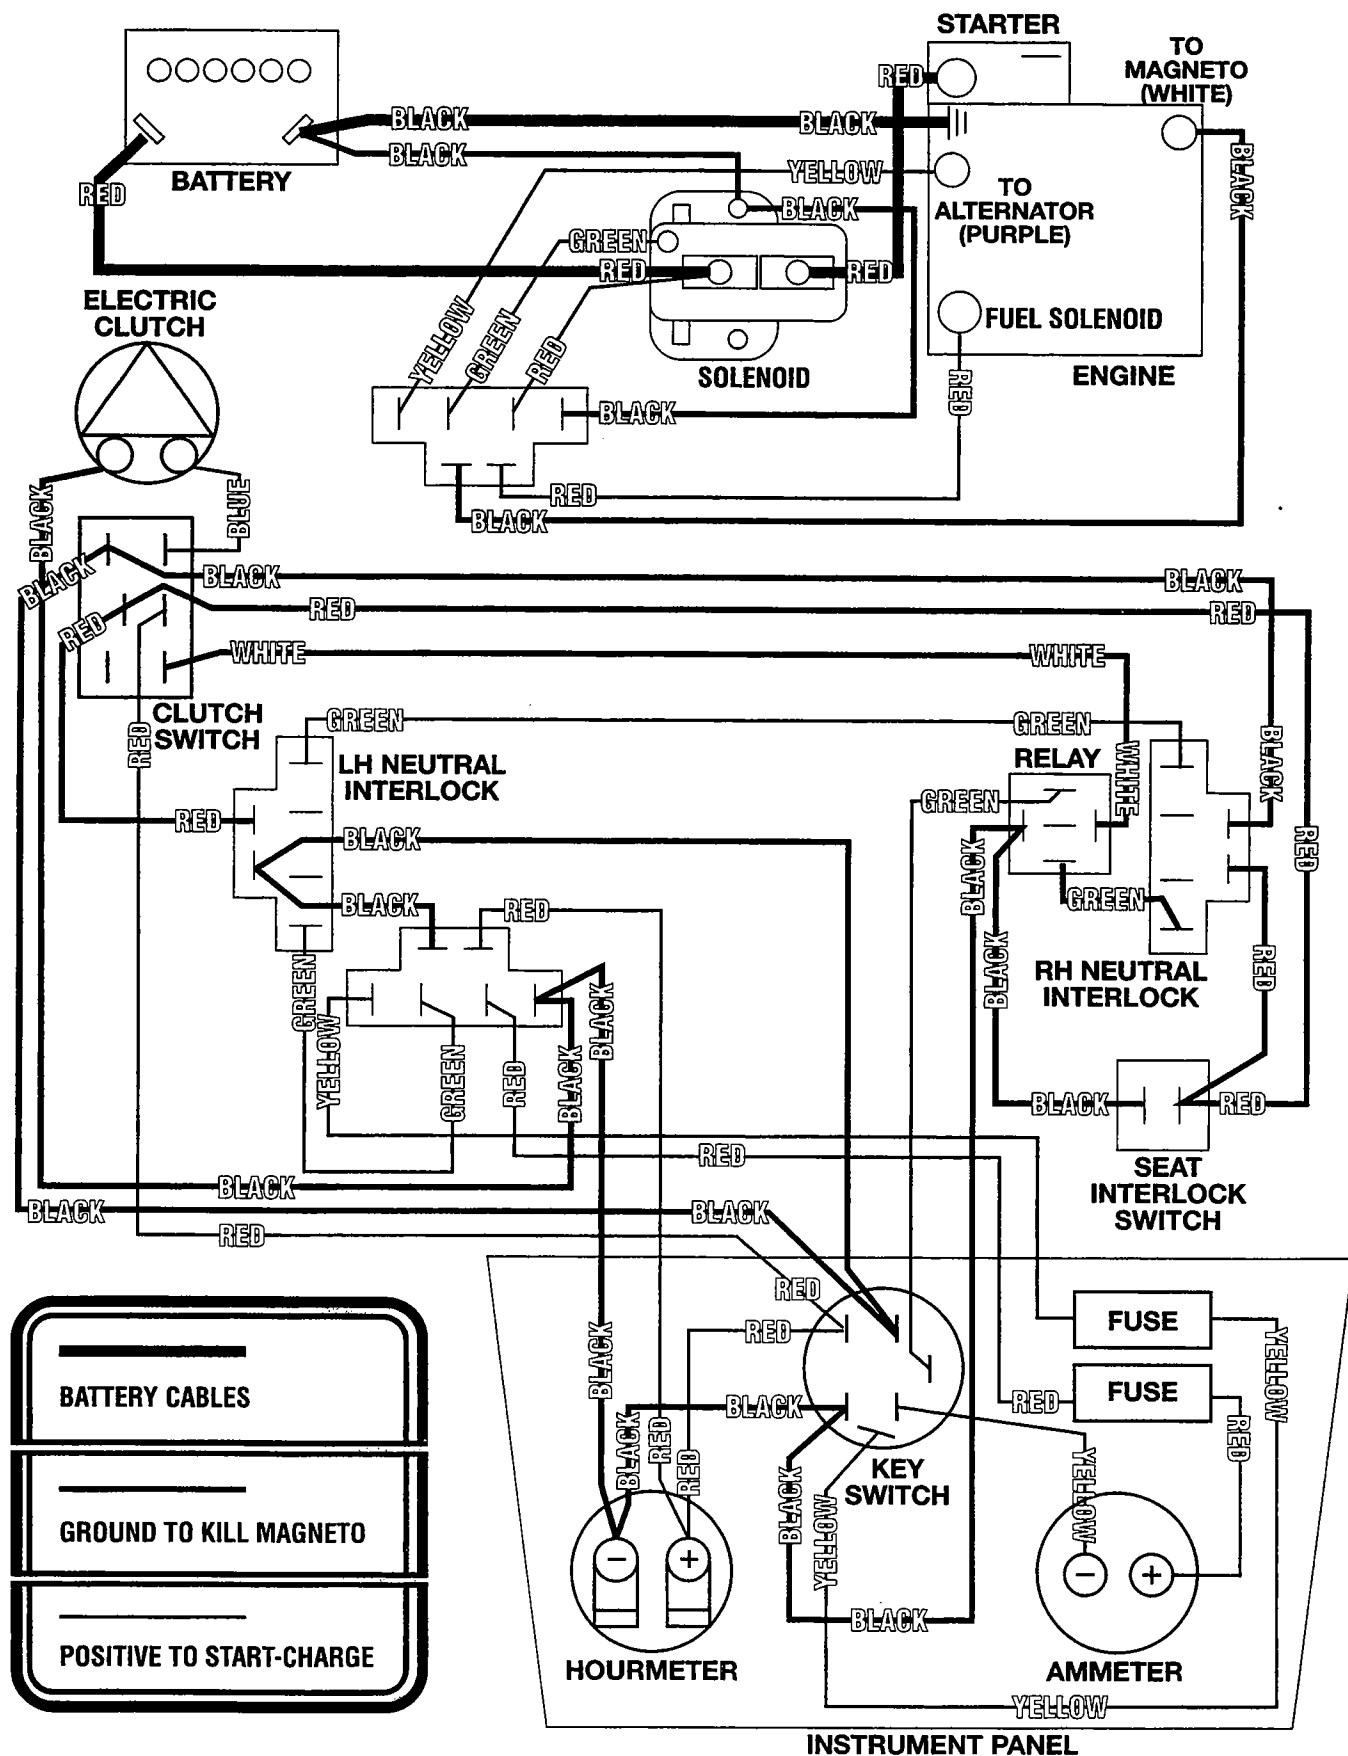 STARTER
TO
MAGNETO
(WHITE)
RED
BLACK
BLACK
BLACK
YELLOW
BATTERY
RED
BLACK
TO
ALTERNATOR
(PURPLE)
BLACK
GREEN
RED
RED
ELECTRIC
CLUTCH
YELLOW
GREEN
RED
FUEL SOLENOID
SOLENOID
ENGINE
RED
BLACK
RED
BLACK
BLACK
BLUE
BLACK
BLACK
BLACK
RED
RED
RED
WHITE
WHITE
CLUTCH
SWITCH
RED
GREEN
GREEN
LH NEUTRAL
INTERLOCK
RELAY
WHITE
BLACK
GREEN
RED
BLACK
RED
BLACK
BLACK
RED
GREEN
BLACK
RED
RH NEUTRAL
INTERLOCK
GREEN
YELLOW
GREEN
RED
BLACK
BLACK
BLACK
RED
RED
SEAT
INTERLOCK
SWITCH
BLACK
BLACK
BLACK
RED
RED
RED
FUSE
YELLOW
FUSE
RED
RED
BLACK
BLACK
BLACK
RED
RED
KEY
SWITCH
BLACK
YELLOW
YELLOW
BLACK
- +
- +
HOURMETER
AMMETER
YELLOW
INSTRUMENT PANEL
BATTERY CABLES
GROUND TO KILL MAGNETO
POSITIVE TO START-CHARGE